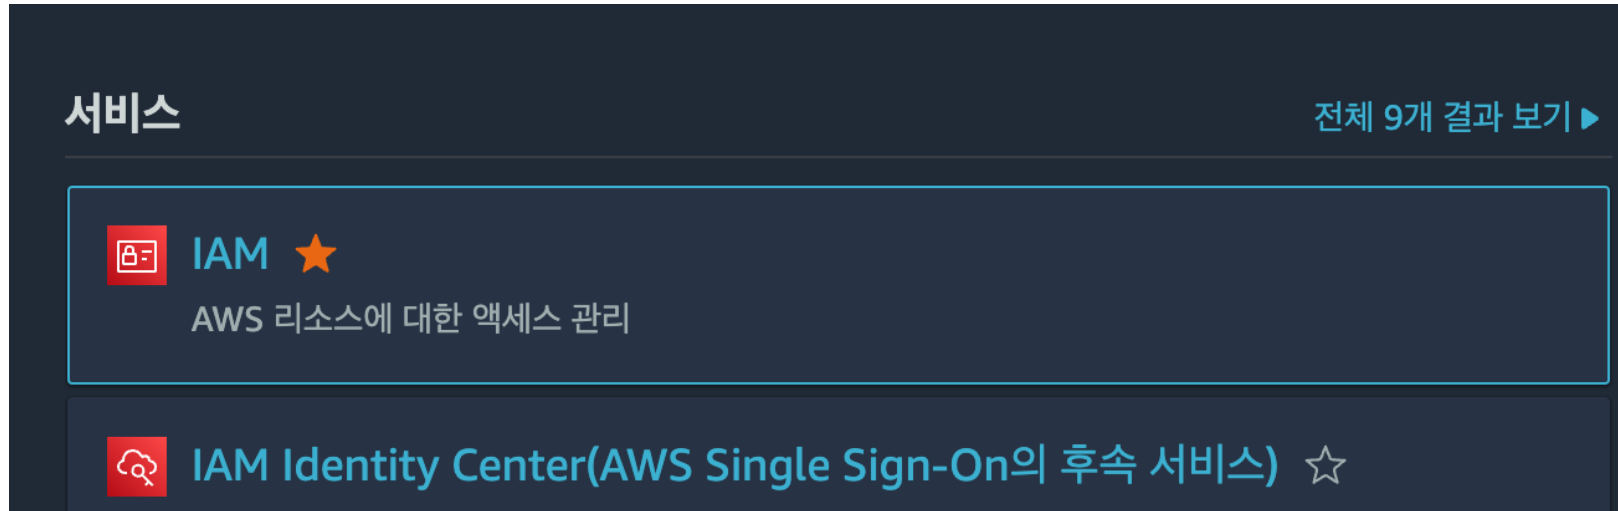 서비스
전체 9개 결과 보기
IAM
AWS 리소스에 대한 액세스 관리
IAM Identity Center(AWS Single Sign-On의 후속 서비스)